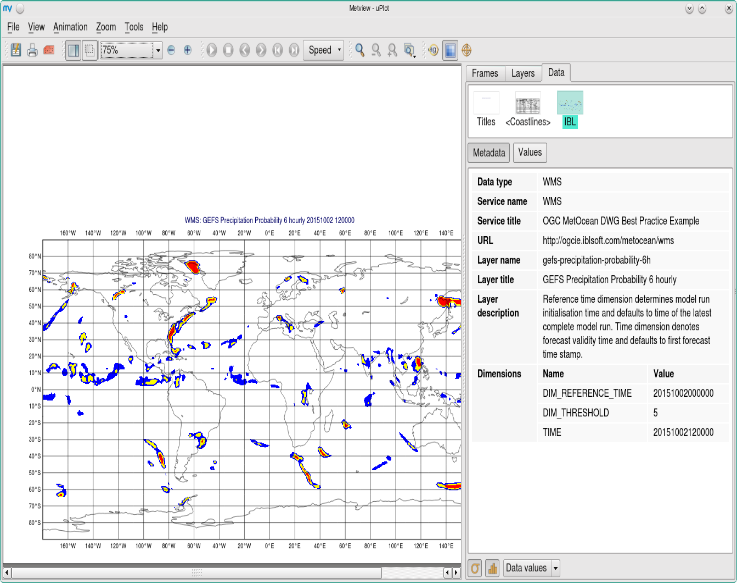 Metview - uPlot
File View Animation Zoom Tools Help
75%
Speed
Frames Layers Data
Titles <Coastlines> IBL
Metadata Values
Data type WMS
Service name WMS
Service title OGC MetOcean DWG Best Practice Example
URL http://ogcie.iblsoft.com/metocean/wms
Layer name gefs-precipitation-probability-6h
Layer title GEFS Precipitation Probability 6 hourly
Layer description Reference time dimension determines model run
initialisation time and defaults to time of the latest
complete model run. Time dimension denotes
forecast validity time and defaults to first forecast
time stamp.
Dimensions Name Value
DIM_REFERENCE_TIME 20151002000000
DIM_THRESHOLD 5
TIME 20151002120000
Data values
WMS: GEFS Precipitation Probability 6 hourly 20151002 120000
160°W 140°W 120°W 100°W 80°W 60°W 40°W 20°W 0°E 20°E 40°E 60°E 80°E 100°E 120°E 140°E
80°N
70°N
60°N
50°N
40°N
30°N
20°N
10°N
0°N
10°S
20°S
30°S
40°S
50°S
60°S
70°S
80°S
160°W 140°W 120°W 100°W 80°W 60°W 40°W 20°W 0°E 20°E 40°E 60°E 80°E 100°E 120°E 140°E